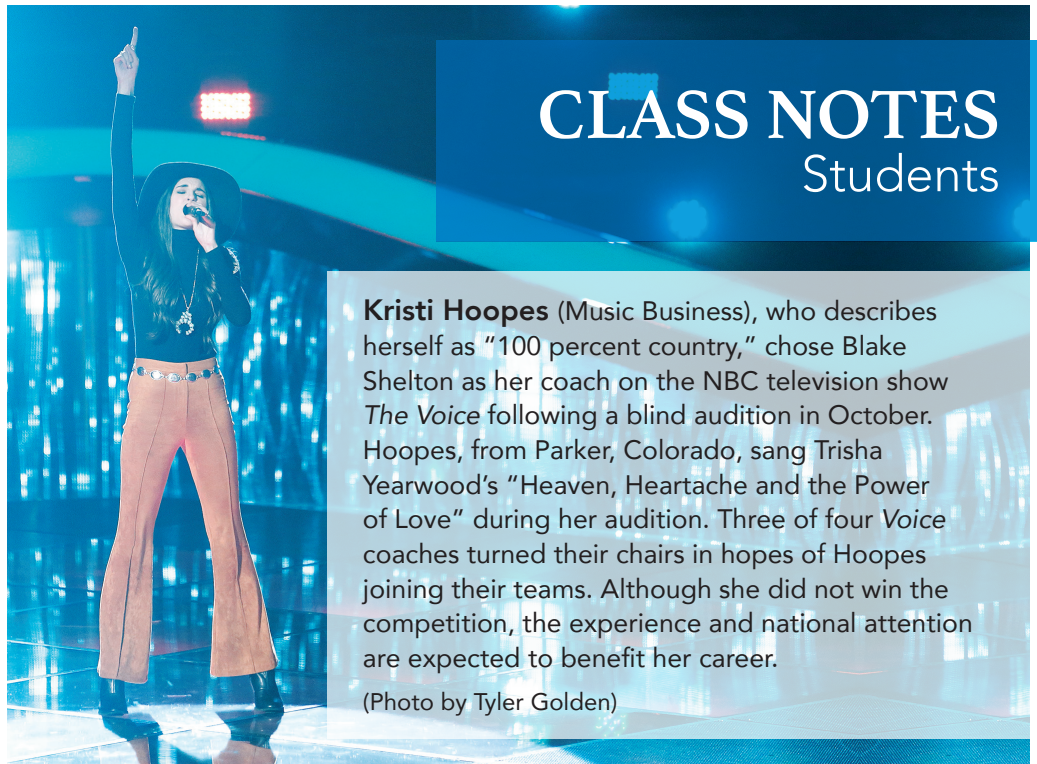 CLASS NOTES
Students
Kristi Hoopes (Music Business), who describes
herself as “100 percent country,” chose Blake
Shelton as her coach on the NBC television show
The Voice following a blind audition in October.
Hoopes, from Parker, Colorado, sang Trisha
Yearwood’s “Heaven, Heartache and the Power
of Love” during her audition. Three of four Voice
coaches turned their chairs in hopes of Hoopes
joining their teams. Although she did not win the
competition, the experience and national attention
are expected to benefit her career.
(Photo by Tyler Golden)